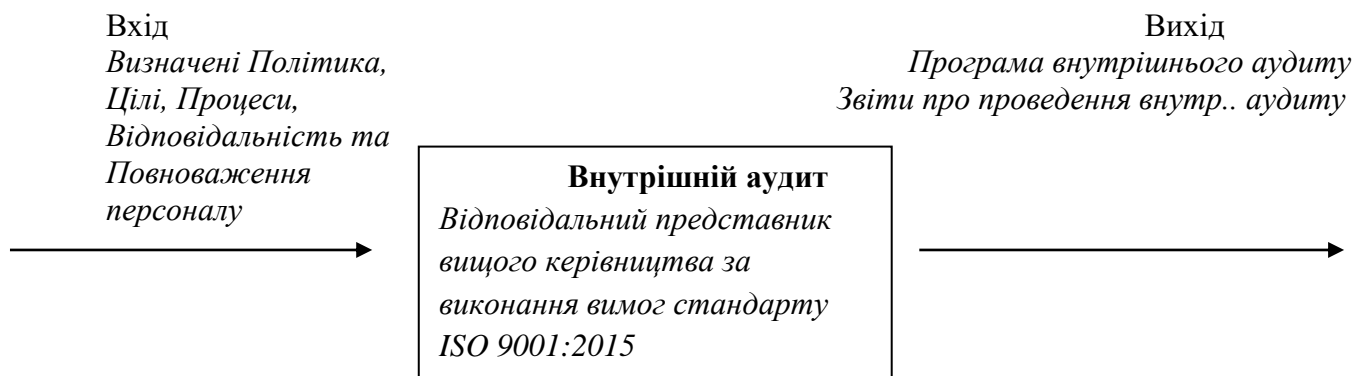 Вхід
Визначені Політика,
Цілі, Процеси,
Відповідальність та
Повноваження
персоналу
Внутрішній аудит
Відповідальний представник
вищого керівництва за
виконання вимог стандарту
ISO 9001:2015
Вихід
Програма внутрішнього аудиту
Звіти про проведення внутр.. аудиту